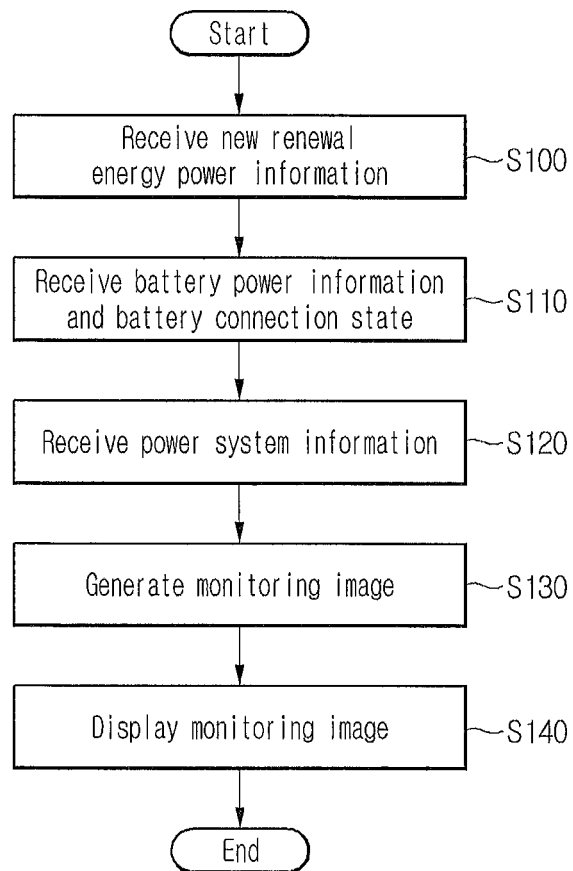 Start
Receive new renewal
energy power information
S100
Receive battery power information
and battery connection state
S110
Receive power system information
S120
Generate monitoring image
S130
Display monitoring image
S140
End